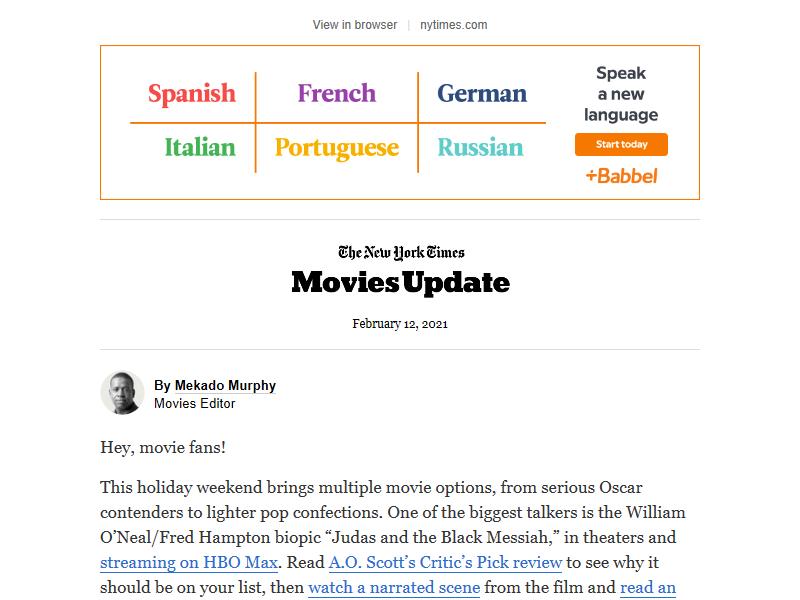 View in browser | nytimes.com
Spanish French German
Italian Portuguese Russian
Speak
a new
language
Start today
+Babbel
The New York Times
Movies Update
February 12, 2021
By Mekado Murphy
Movies Editor
Hey, movie fans!
This holiday weekend brings multiple movie options, from serious Oscar
contenders to lighter pop confections. One of the biggest talkers is the William
O’Neal/Fred Hampton biopic “Judas and the Black Messiah,” in theaters and
streaming on HBO Max. Read A.O. Scott’s Critic’s Pick review to see why it
should be on your list, then watch a narrated scene from the film and read an